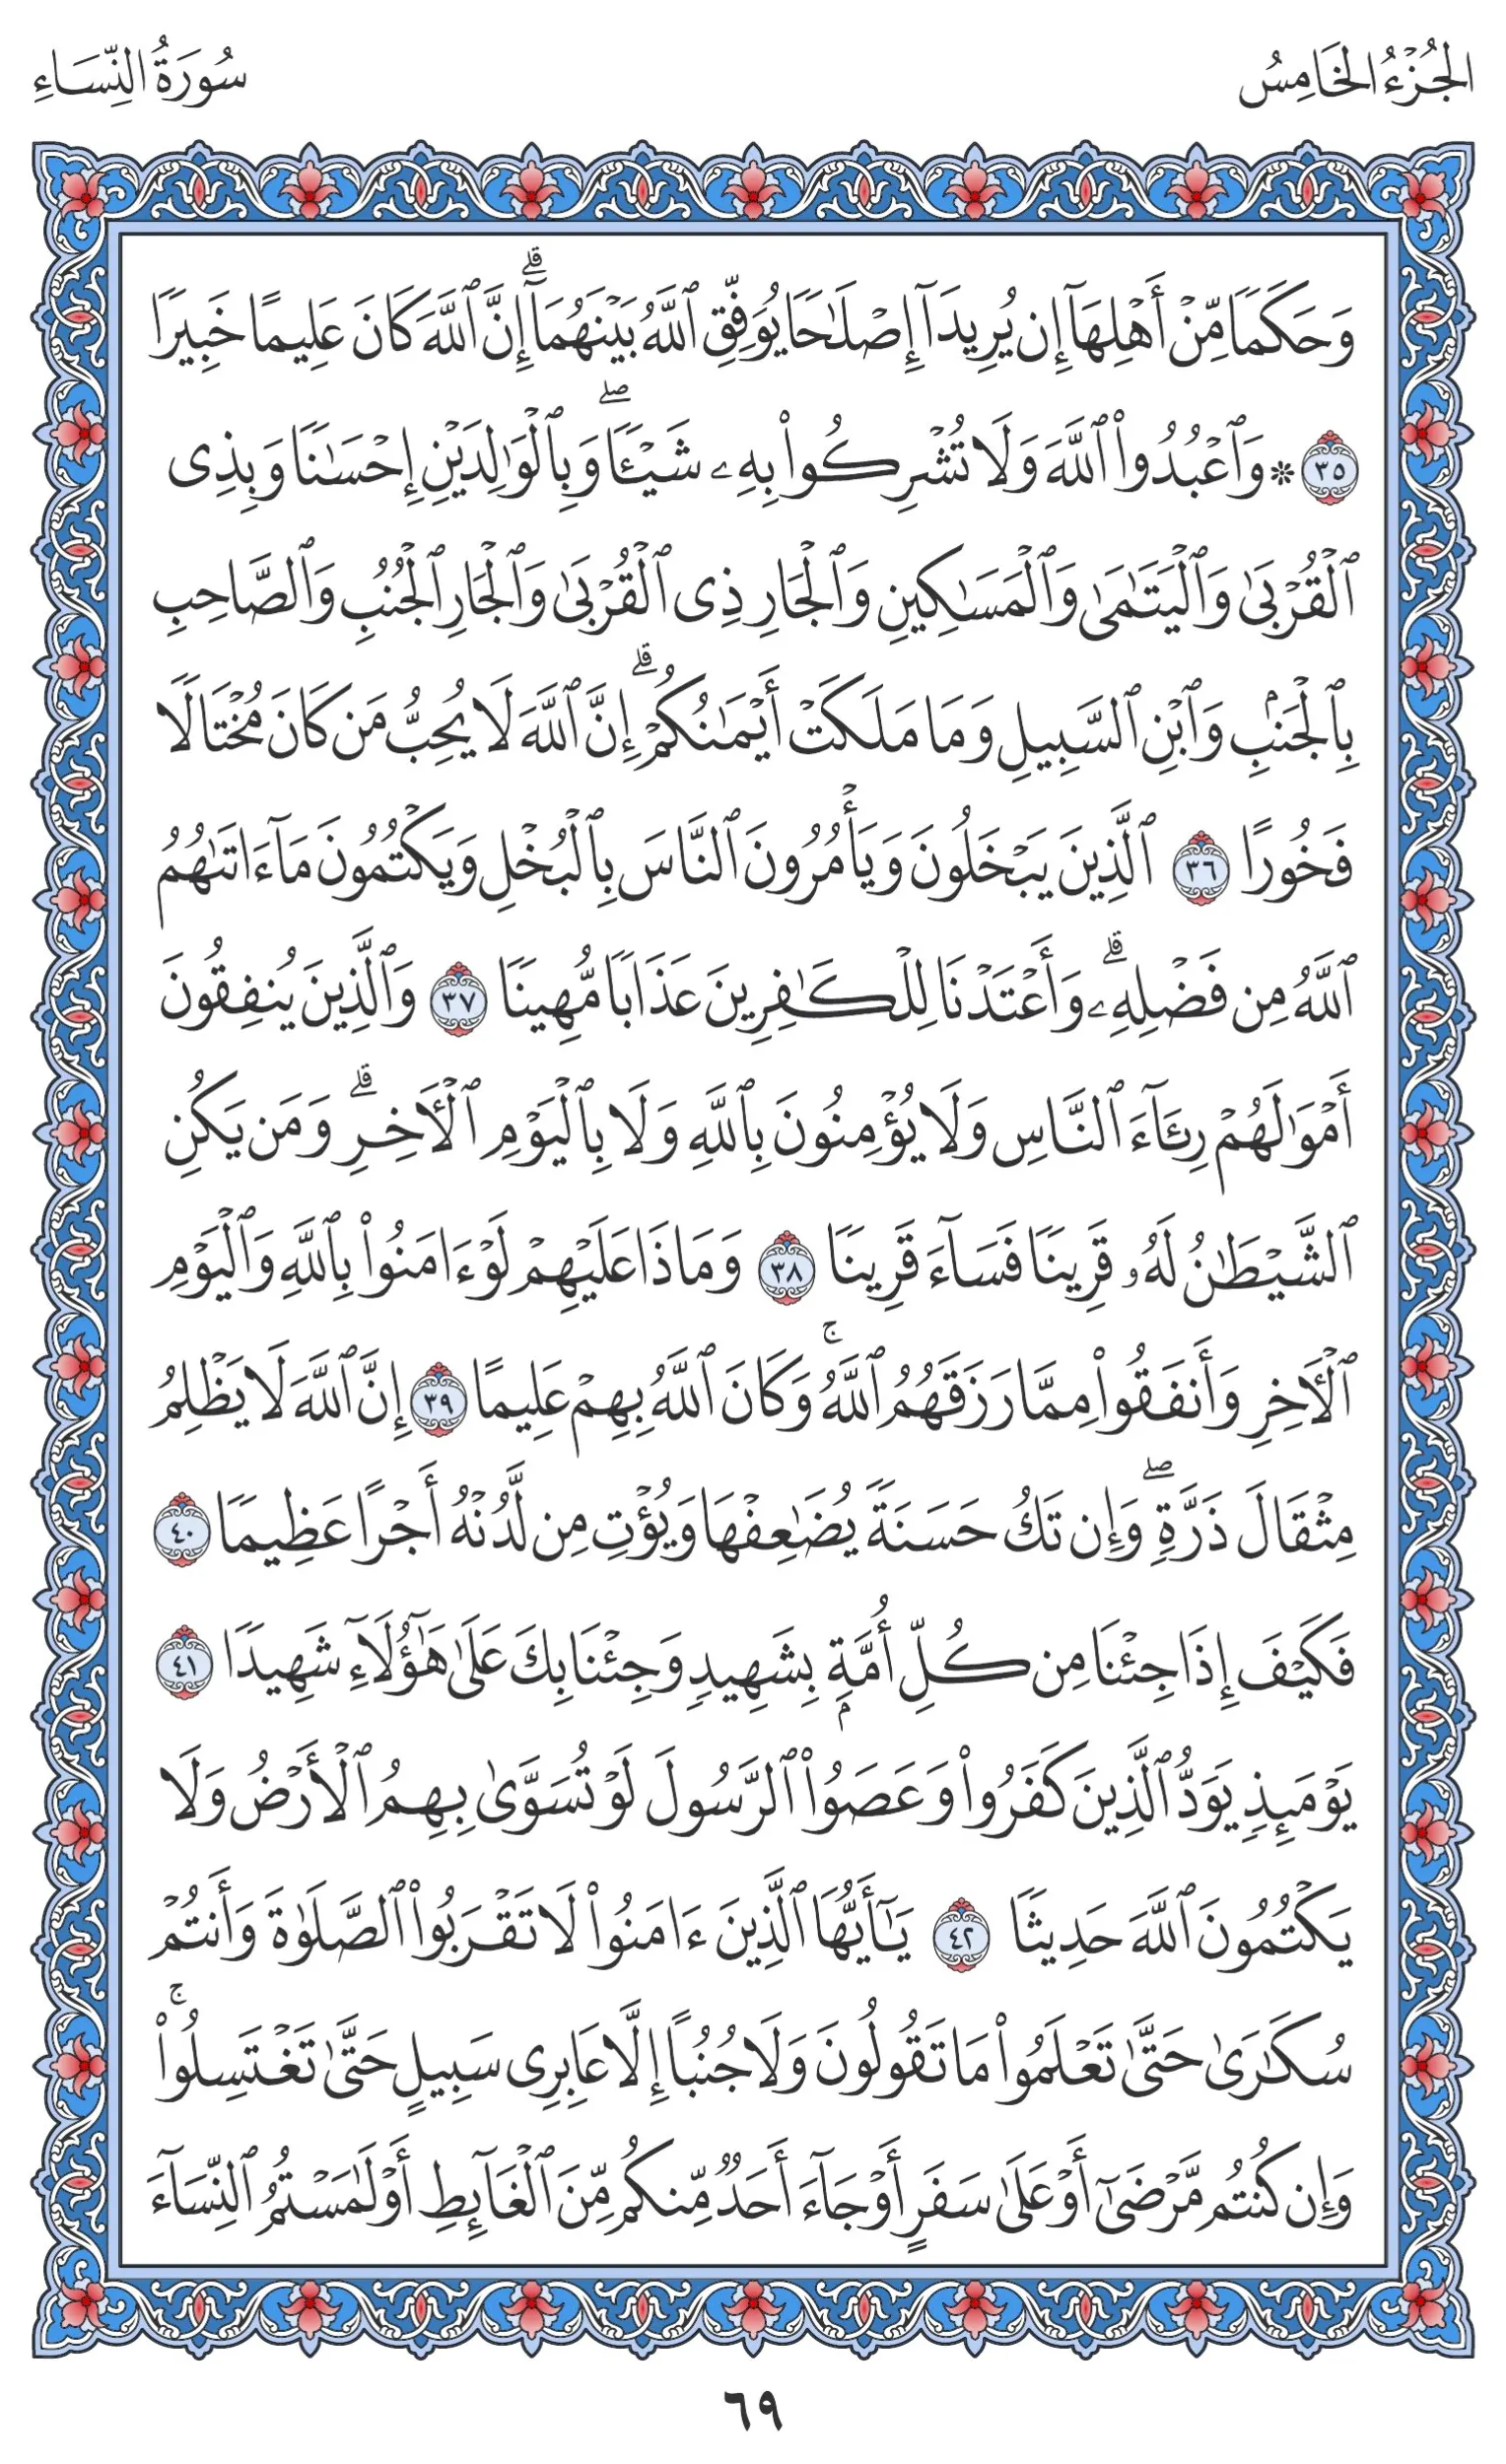 الجُزْءُ الخَامِسُ
سُورَةُ النِّسَاءِ
وَحَكَمًا مِّنْ أَهْلِهَآ إِن يُرِيدَآ إِصْلَٰحًا يُوَفِّقِ ٱللَّهُ بَيْنَهُمَآۗ إِنَّ ٱللَّهَ كَانَ عَلِيمًا خَبِيرًا
٣٥ ۞ وَٱعْبُدُوا۟ ٱللَّهَ وَلَا تُشْرِكُوا۟ بِهِۦ شَيْـًٔاۖ وَبِٱلْوَٰلِدَيْنِ إِحْسَٰنًا وَبِذِى
ٱلْقُرْبَىٰ وَٱلْيَتَٰمَىٰ وَٱلْمَسَٰكِينِ وَٱلْجَارِ ذِى ٱلْقُرْبَىٰ وَٱلْجَارِ ٱلْجُنُبِ وَٱلصَّاحِبِ
بِٱلْجَنۢبِ وَٱبْنِ ٱلسَّبِيلِ وَمَا مَلَكَتْ أَيْمَٰنُكُمْۗ إِنَّ ٱللَّهَ لَا يُحِبُّ مَن كَانَ مُخْتَالًا
فَخُورًا ٣٦ ٱلَّذِينَ يَبْخَلُونَ وَيَأْمُرُونَ ٱلنَّاسَ بِٱلْبُخْلِ وَيَكْتُمُونَ مَآ ءَاتَىٰهُمُ
ٱللَّهُ مِن فَضْلِهِۦۗ وَأَعْتَدْنَا لِلْكَٰفِرِينَ عَذَابًا مُّهِينًا ٣٧ وَٱلَّذِينَ يُنفِقُونَ
أَمْوَٰلَهُمْ رِئَآءَ ٱلنَّاسِ وَلَا يُؤْمِنُونَ بِٱللَّهِ وَلَا بِٱلْيَوْمِ ٱلْـَٔاخِرِۗ وَمَن يَكُنِ
ٱلشَّيْطَٰنُ لَهُۥ قَرِينًا فَسَآءَ قَرِينًا ٣٨ وَمَاذَا عَلَيْهِمْ لَوْ ءَامَنُوا۟ بِٱللَّهِ وَٱلْيَوْمِ
ٱلْـَٔاخِرِ وَأَنفَقُوا۟ مِمَّا رَزَقَهُمُ ٱللَّهُۚ وَكَانَ ٱللَّهُ بِهِمْ عَلِيمًا ٣٩ إِنَّ ٱللَّهَ لَا يَظْلِمُ
مِثْقَالَ ذَرَّةٍۖ وَإِن تَكُ حَسَنَةً يُضَٰعِفْهَا وَيُؤْتِ مِن لَّدُنْهُ أَجْرًا عَظِيمًا ٤٠
فَكَيْفَ إِذَا جِئْنَا مِن كُلِّ أُمَّةٍۭ بِشَهِيدٍ وَجِئْنَا بِكَ عَلَىٰ هَٰٓؤُلَآءِ شَهِيدًا ٤١
يَوْمَئِذٍ يَوَدُّ ٱلَّذِينَ كَفَرُوا۟ وَعَصَوُا۟ ٱلرَّسُولَ لَوْ تُسَوَّىٰ بِهِمُ ٱلْأَرْضُ وَلَا
يَكْتُمُونَ ٱللَّهَ حَدِيثًا ٤٢ يَٰٓأَيُّهَا ٱلَّذِينَ ءَامَنُوا۟ لَا تَقْرَبُوا۟ ٱلصَّلَوٰةَ وَأَنتُمْ
سُكَٰرَىٰ حَتَّىٰ تَعْلَمُوا۟ مَا تَقُولُونَ وَلَا جُنُبًا إِلَّا عَابِرِى سَبِيلٍ حَتَّىٰ تَغْتَسِلُوا۟ۚ
وَإِن كُنتُم مَّرْضَىٰٓ أَوْ عَلَىٰ سَفَرٍ أَوْ جَآءَ أَحَدٌ مِّنكُم مِّنَ ٱلْغَآئِطِ أَوْ لَٰمَسْتُمُ ٱلنِّسَآءَ
٦٩